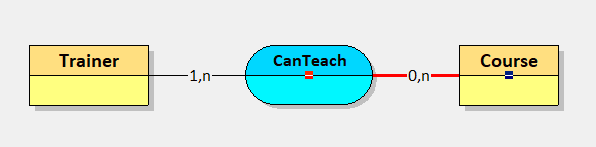 Trainer
1,n
CanTeach
0,n
Course